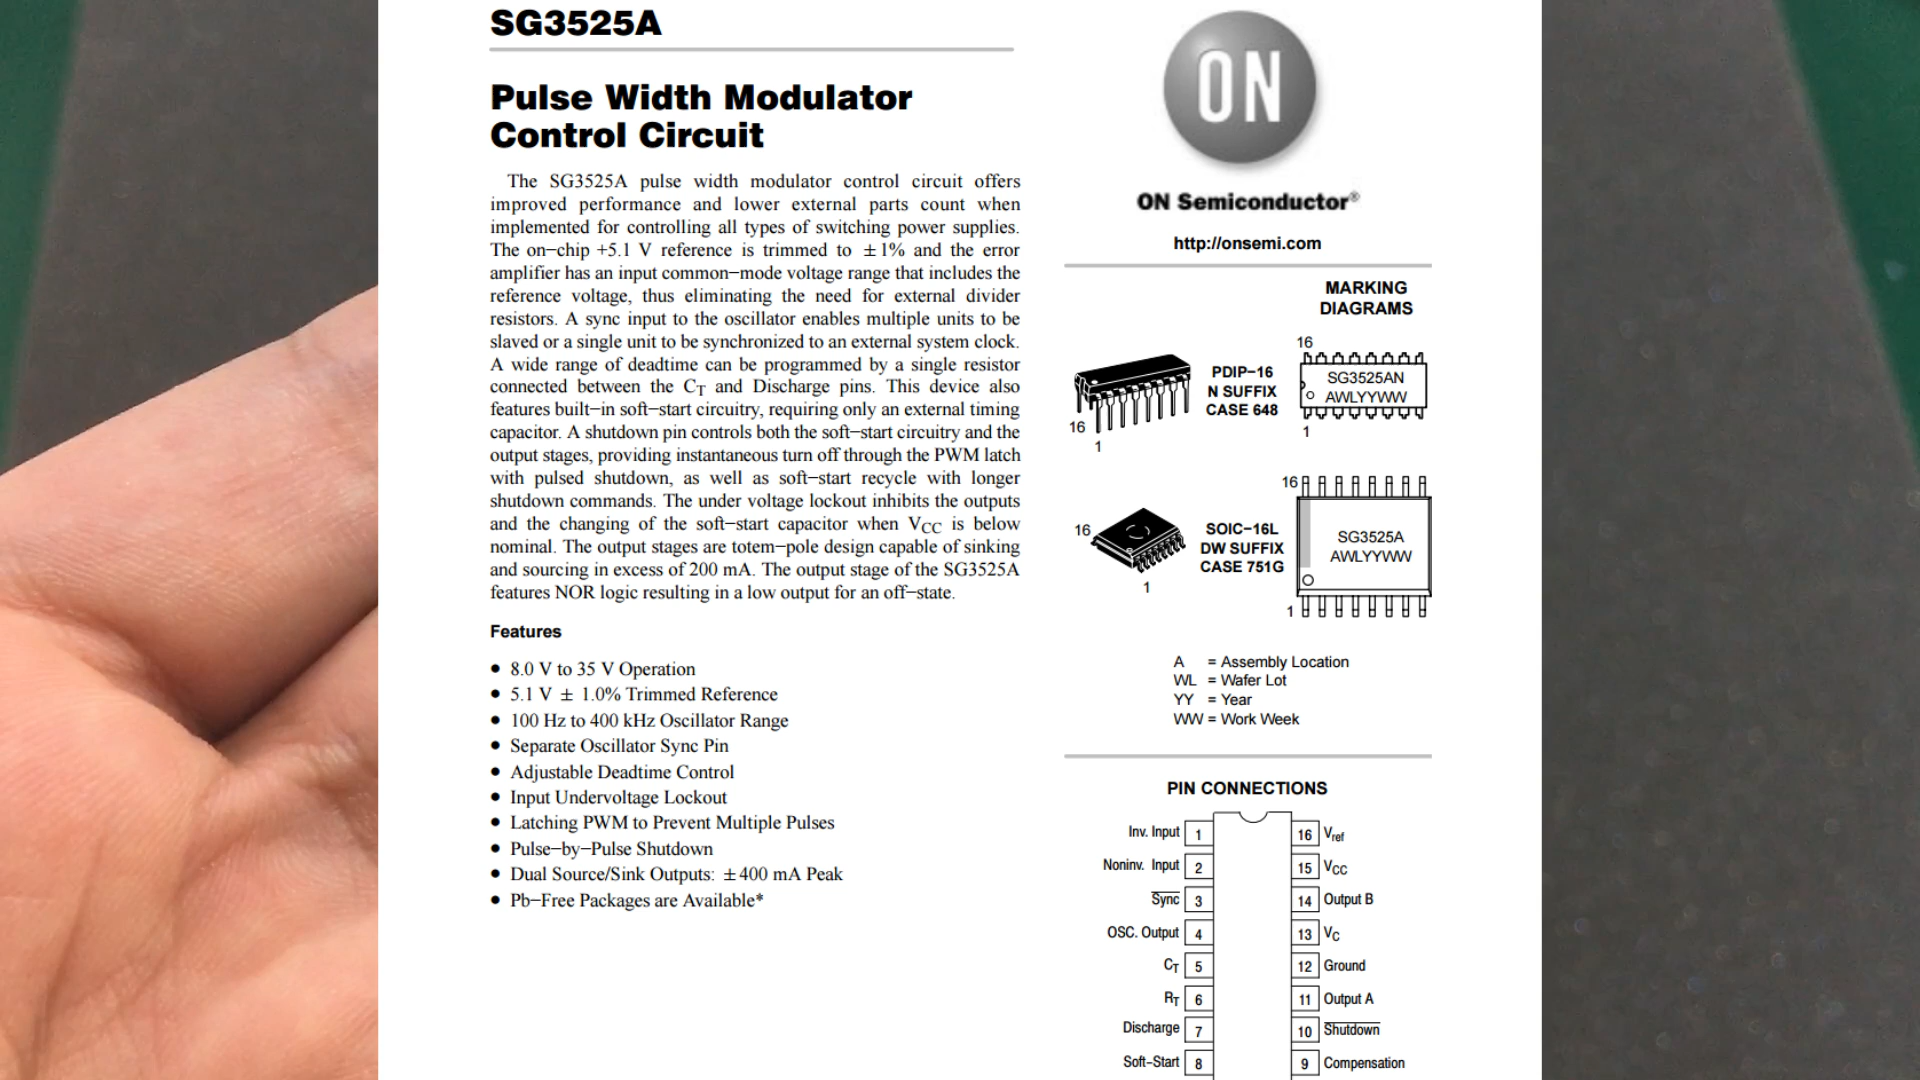 SG3525A
Pulse Width Modulator
Control Circuit
The SG3525A pulse width modulator control circuit offers
improved performance and lower external parts count when
implemented for controlling all types of switching power supplies.
The on−chip +5.1 V reference is trimmed to ±1% and the error
amplifier has an input common−mode voltage range that includes the
reference voltage, thus eliminating the need for external divider
resistors. A sync input to the oscillator enables multiple units to be
slaved or a single unit to be synchronized to an external system clock.
A wide range of deadtime can be programmed by a single resistor
connected between the CT and Discharge pins. This device also
features built−in soft−start circuitry, requiring only an external timing
capacitor. A shutdown pin controls both the soft−start circuitry and the
output stages, providing instantaneous turn off through the PWM latch
with pulsed shutdown, as well as soft−start recycle with longer
shutdown commands. The under voltage lockout inhibits the outputs
and the changing of the soft−start capacitor when VCC is below
nominal. The output stages are totem−pole design capable of sinking
and sourcing in excess of 200 mA. The output stage of the SG3525A
features NOR logic resulting in a low output for an off−state.
Features
• 8.0 V to 35 V Operation
• 5.1 V ± 1.0% Trimmed Reference
• 100 Hz to 400 kHz Oscillator Range
• Separate Oscillator Sync Pin
• Adjustable Deadtime Control
• Input Undervoltage Lockout
• Latching PWM to Prevent Multiple Pulses
• Pulse−by−Pulse Shutdown
• Dual Source/Sink Outputs: ±400 mA Peak
• Pb−Free Packages are Available*
ON
ON Semiconductor®
http://onsemi.com
MARKING
DIAGRAMS
16
1
PDIP−16
N SUFFIX
CASE 648
16
SG3525AN
AWLYYWW
1
16
1
SOIC−16L
DW SUFFIX
CASE 751G
16
SG3525A
AWLYYWW
1
A = Assembly Location
WL = Wafer Lot
YY = Year
WW = Work Week
PIN CONNECTIONS
Inv. Input 1 16 Vref
Noninv. Input 2 15 VCC
Sync 3 14 Output B
OSC. Output 4 13 VC
CT 5 12 Ground
RT 6 11 Output A
Discharge 7 10 Shutdown
Soft−Start 8 9 Compensation